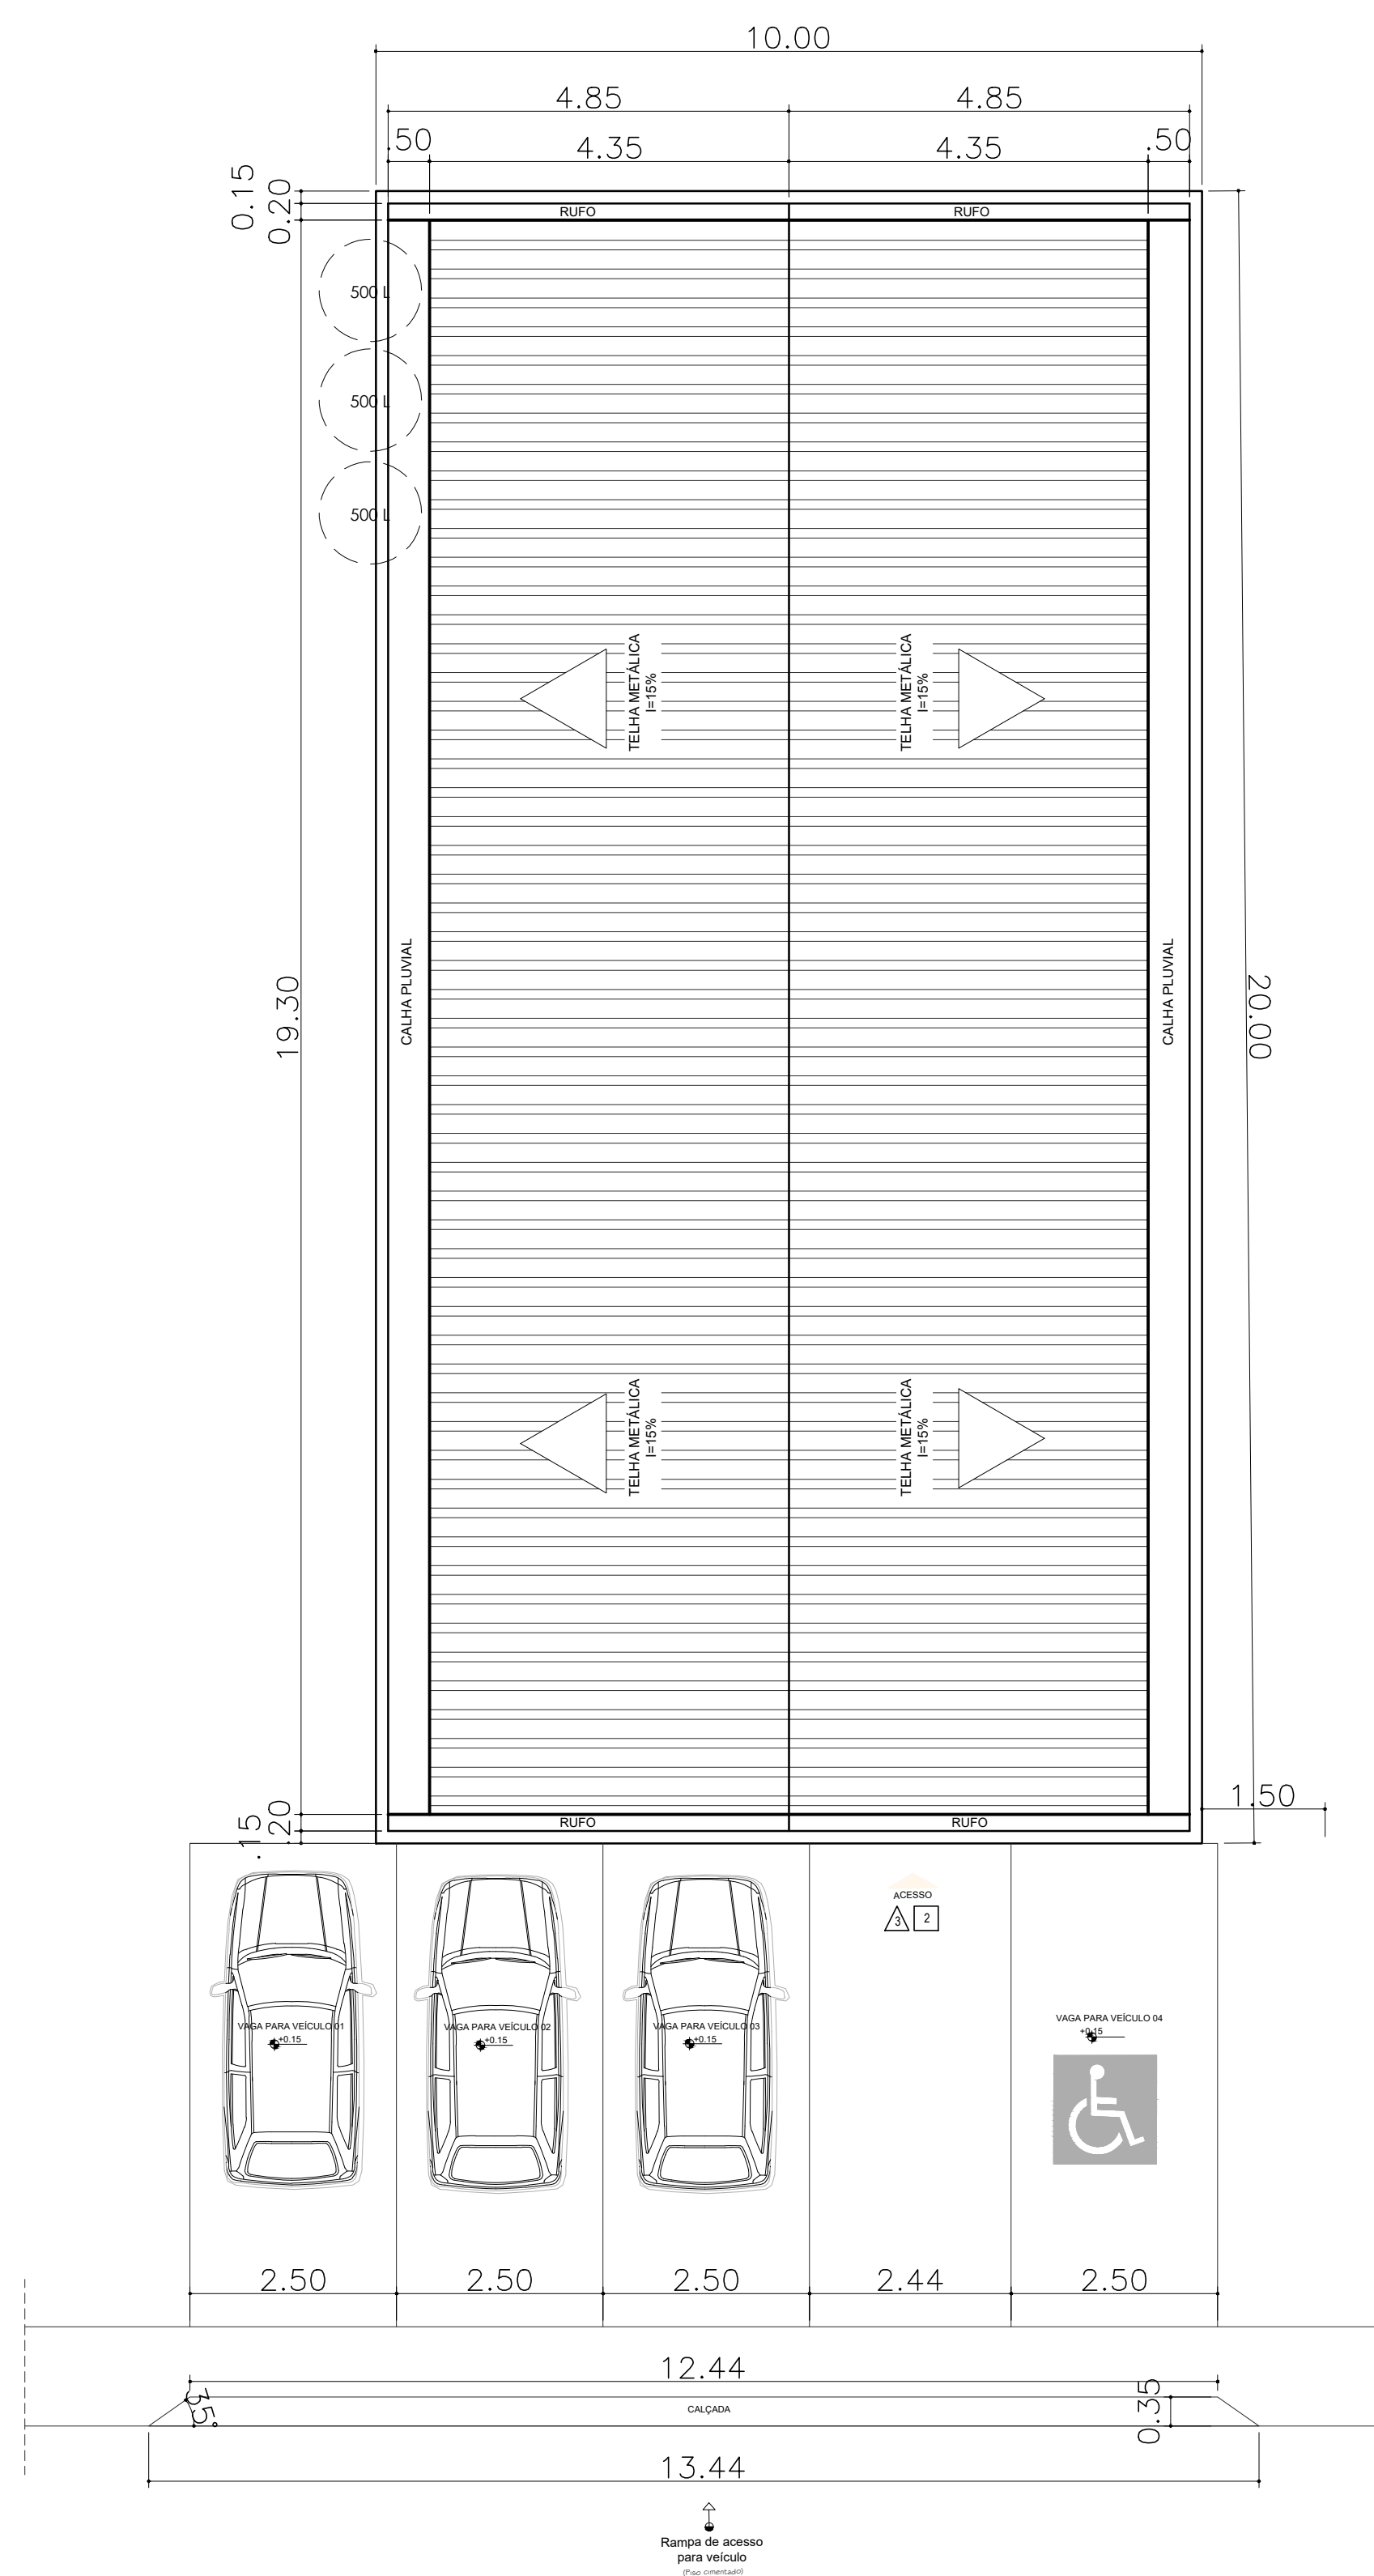 10.00
4.85
4.85
.50
4.35
4.35
.50
0.15
0.20
RUFO
RUFO
500 L
500 L
500 L
TELHA METÁLICA
I=15%
TELHA METÁLICA
I=15%
CALHA PLUVIAL
CALHA PLUVIAL
19.30
20.00
TELHA METÁLICA
I=15%
TELHA METÁLICA
I=15%
1.50
.15
.20
RUFO
RUFO
ACESSO
3
2
VAGA PARA VEÍCULO 01
+0.15
VAGA PARA VEÍCULO 02
+0.15
VAGA PARA VEÍCULO 03
+0.15
VAGA PARA VEÍCULO 04
+0.15
2.50
2.50
2.50
2.44
2.50
12.44
35°
CALÇADA
0.35
13.44
Rampa de acesso
para veículo
(Piso cimentado)